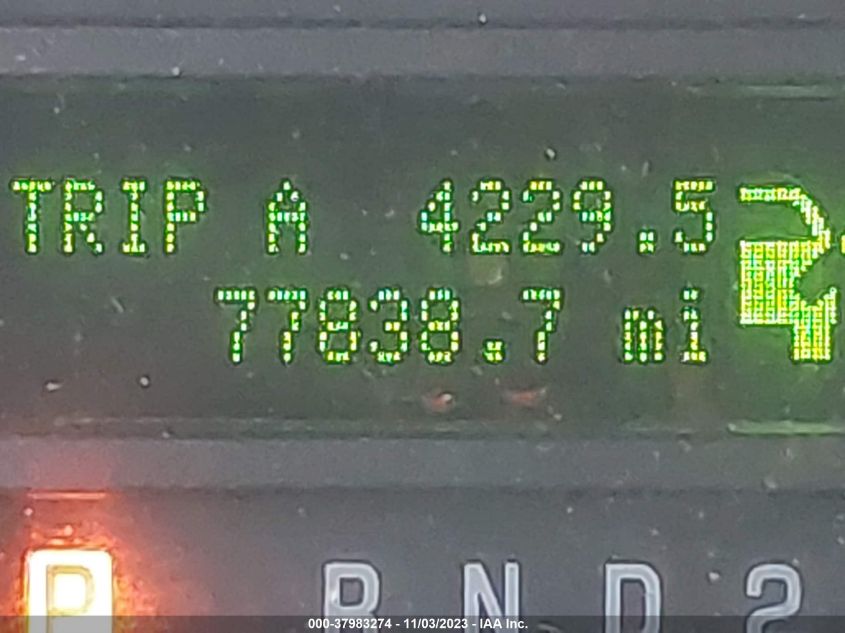 TRIP A 4229.5
77838.7 mi
P R N D 2
000-37983274 - 11/03/2023 - IAA Inc.